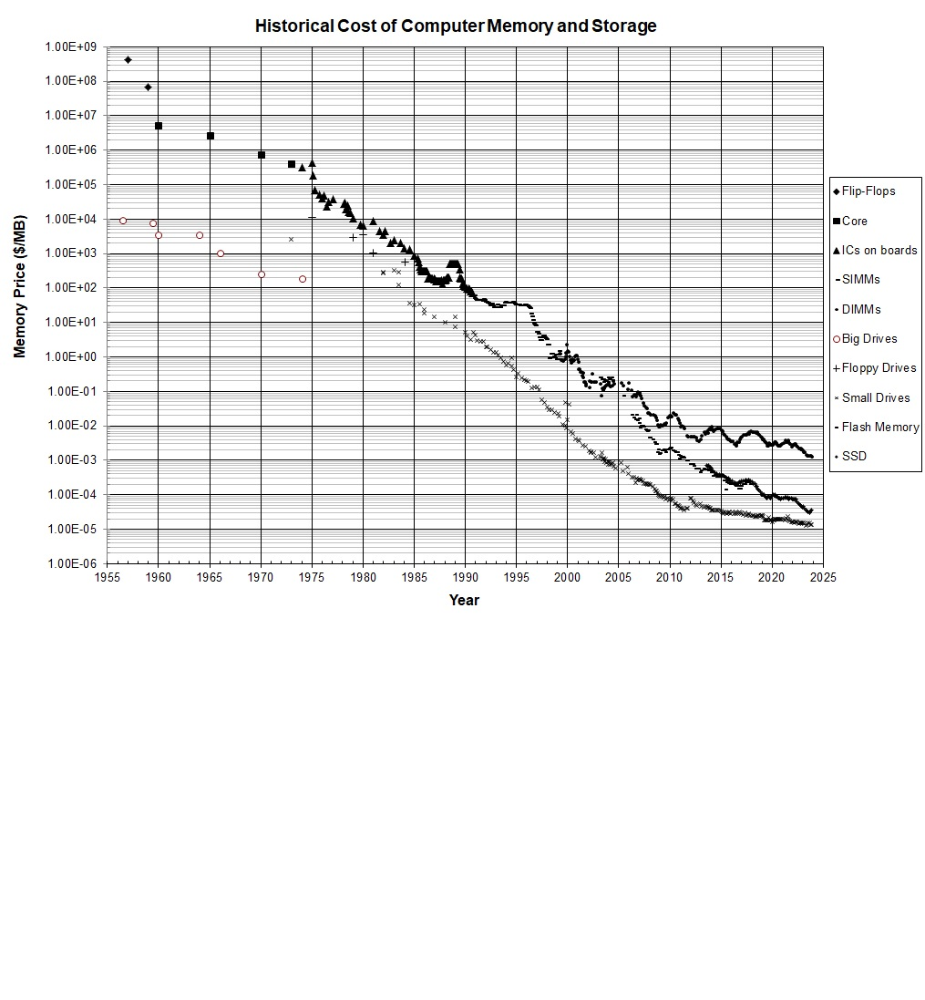 Historical Cost of Computer Memory and Storage
1.00E+09
1.00E+08
1.00E+07
1.00E+06
1.00E+05
1.00E+04
1.00E+03
1.00E+02
1.00E+01
1.00E+00
1.00E-01
1.00E-02
1.00E-03
1.00E-04
1.00E-05
1.00E-06
Memory Price ($/MB)
1955 1960 1965 1970 1975 1980 1985 1990 1995 2000 2005 2010 2015 2020 2025
Year
Flip-Flops
Core
ICs on boards
SIMMs
DIMMs
Big Drives
Floppy Drives
Small Drives
Flash Memory
SSD